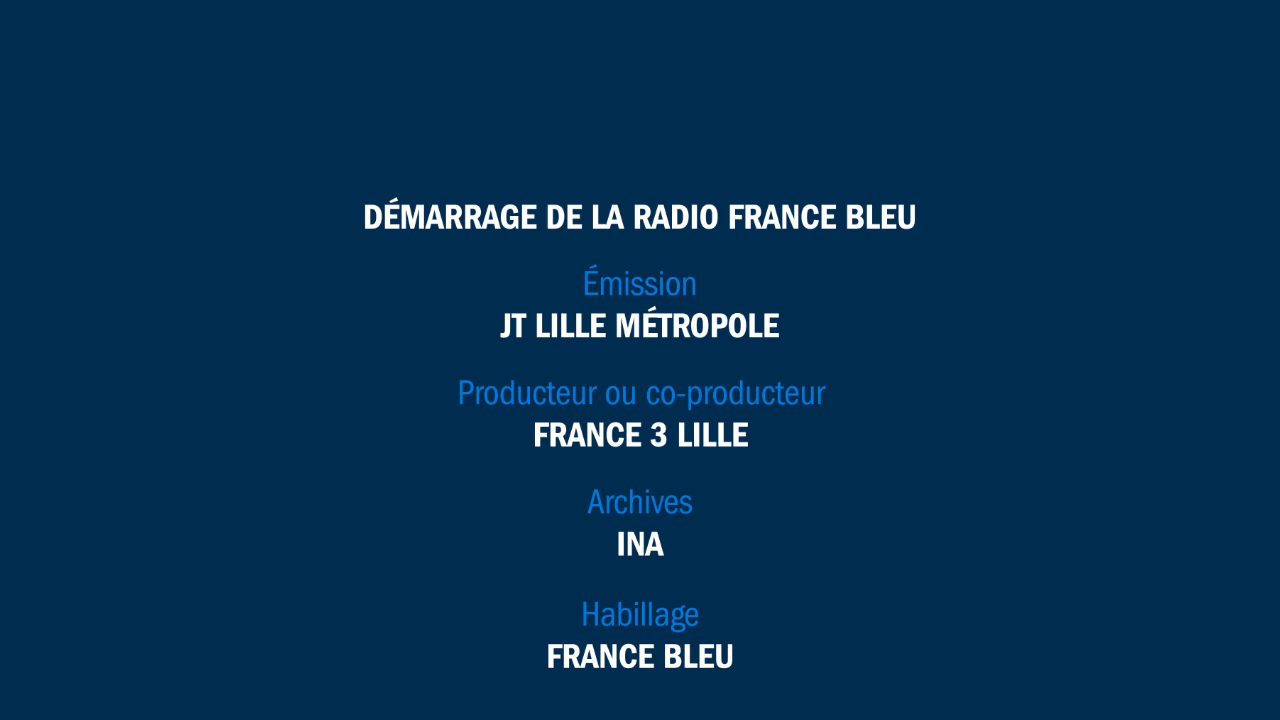 DÉMARRAGE DE LA RADIO FRANCE BLEU
Émission
JT LILLE MÉTROPOLE
Producteur ou co-producteur
FRANCE 3 LILLE
Archives
INA
Habillage
FRANCE BLEU